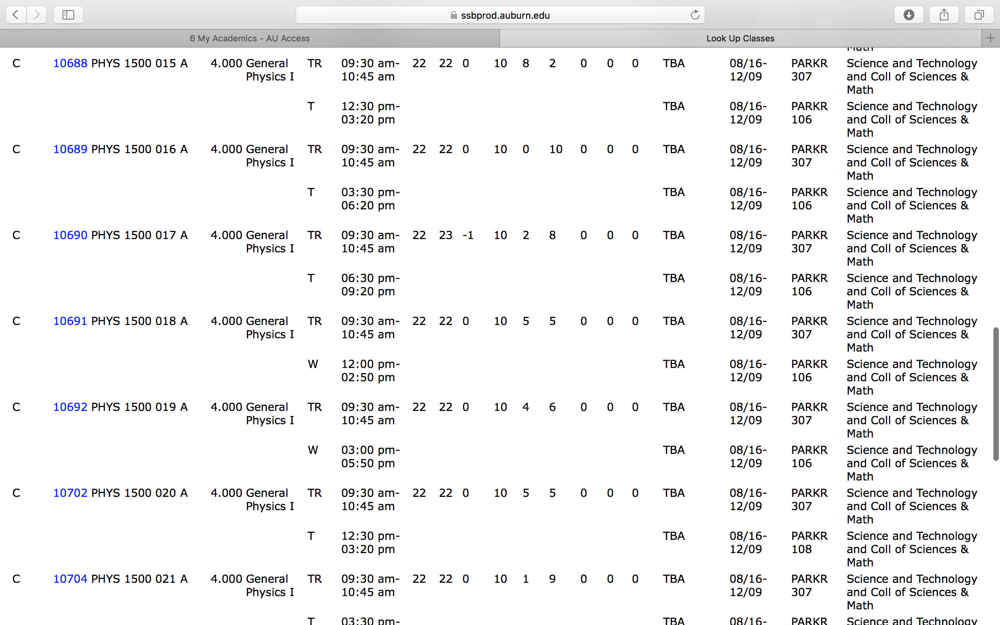 ssbprod.auburn.edu
6 My Academics - AU Access
Look Up Classes
Math
C 10688 PHYS 1500 015 A 4.000 General TR 09:30 am- 22 22 0 10 8 2 0 0 0 TBA 08/16- PARKR Science and Technology
Physics I 10:45 am 12/09 307 and Coll of Sciences &
Math
T 12:30 pm- TBA 08/16- PARKR Science and Technology
03:20 pm 12/09 106 and Coll of Sciences &
Math
C 10689 PHYS 1500 016 A 4.000 General TR 09:30 am- 22 22 0 10 0 10 0 0 0 TBA 08/16- PARKR Science and Technology
Physics I 10:45 am 12/09 307 and Coll of Sciences &
Math
T 03:30 pm- TBA 08/16- PARKR Science and Technology
06:20 pm 12/09 106 and Coll of Sciences &
Math
C 10690 PHYS 1500 017 A 4.000 General TR 09:30 am- 22 23 -1 10 2 8 0 0 0 TBA 08/16- PARKR Science and Technology
Physics I 10:45 am 12/09 307 and Coll of Sciences &
Math
T 06:30 pm- TBA 08/16- PARKR Science and Technology
09:20 pm 12/09 106 and Coll of Sciences &
Math
C 10691 PHYS 1500 018 A 4.000 General TR 09:30 am- 22 22 0 10 5 5 0 0 0 TBA 08/16- PARKR Science and Technology
Physics I 10:45 am 12/09 307 and Coll of Sciences &
Math
W 12:00 pm- TBA 08/16- PARKR Science and Technology
02:50 pm 12/09 106 and Coll of Sciences &
Math
C 10692 PHYS 1500 019 A 4.000 General TR 09:30 am- 22 22 0 10 4 6 0 0 0 TBA 08/16- PARKR Science and Technology
Physics I 10:45 am 12/09 307 and Coll of Sciences &
Math
W 03:00 pm- TBA 08/16- PARKR Science and Technology
05:50 pm 12/09 106 and Coll of Sciences &
Math
C 10702 PHYS 1500 020 A 4.000 General TR 09:30 am- 22 22 0 10 5 5 0 0 0 TBA 08/16- PARKR Science and Technology
Physics I 10:45 am 12/09 307 and Coll of Sciences &
Math
T 12:30 pm- TBA 08/16- PARKR Science and Technology
03:20 pm 12/09 108 and Coll of Sciences &
Math
C 10704 PHYS 1500 021 A 4.000 General TR 09:30 am- 22 22 0 10 1 9 0 0 0 TBA 08/16- PARKR Science and Technology
Physics I 10:45 am 12/09 307 and Coll of Sciences &
Math
T 03:30 pm- TBA 08/16- PARKR Science and Technology